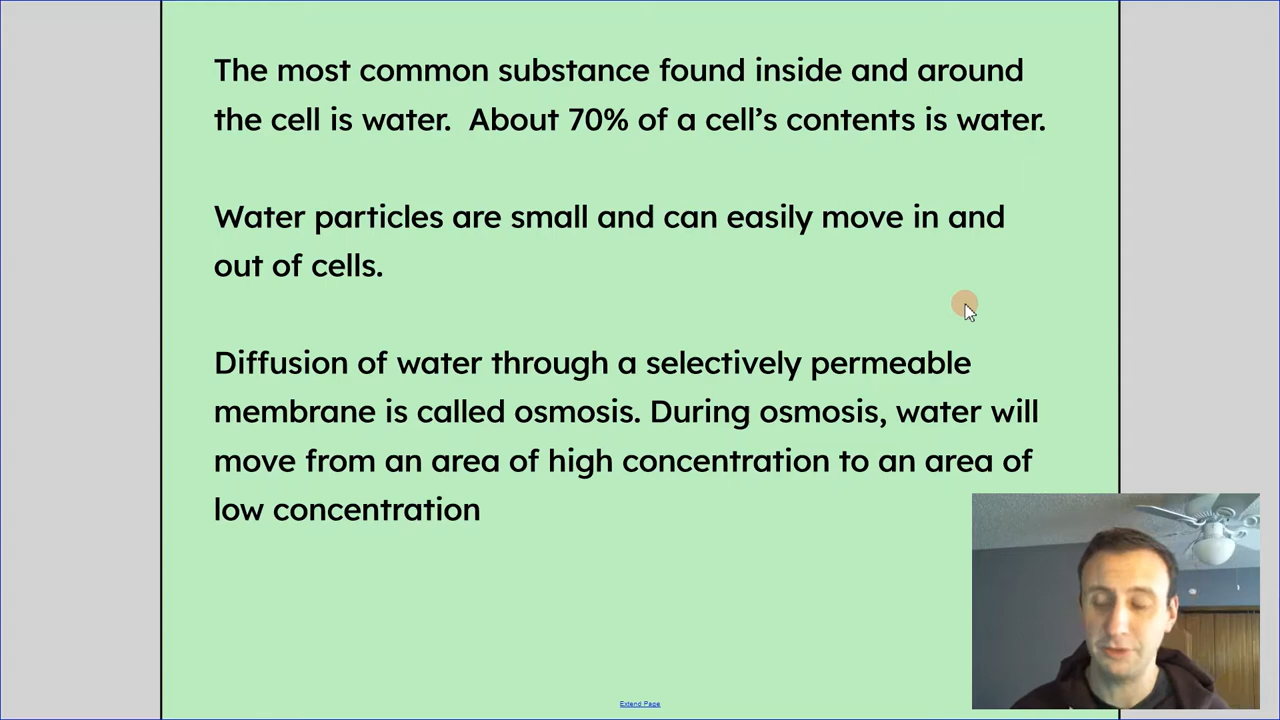 The most common substance found inside and around
the cell is water.  About 70% of a cell’s contents is water.
Water particles are small and can easily move in and
out of cells.
Diffusion of water through a selectively permeable
membrane is called osmosis. During osmosis, water will
move from an area of high concentration to an area of
low concentration
Extend Page